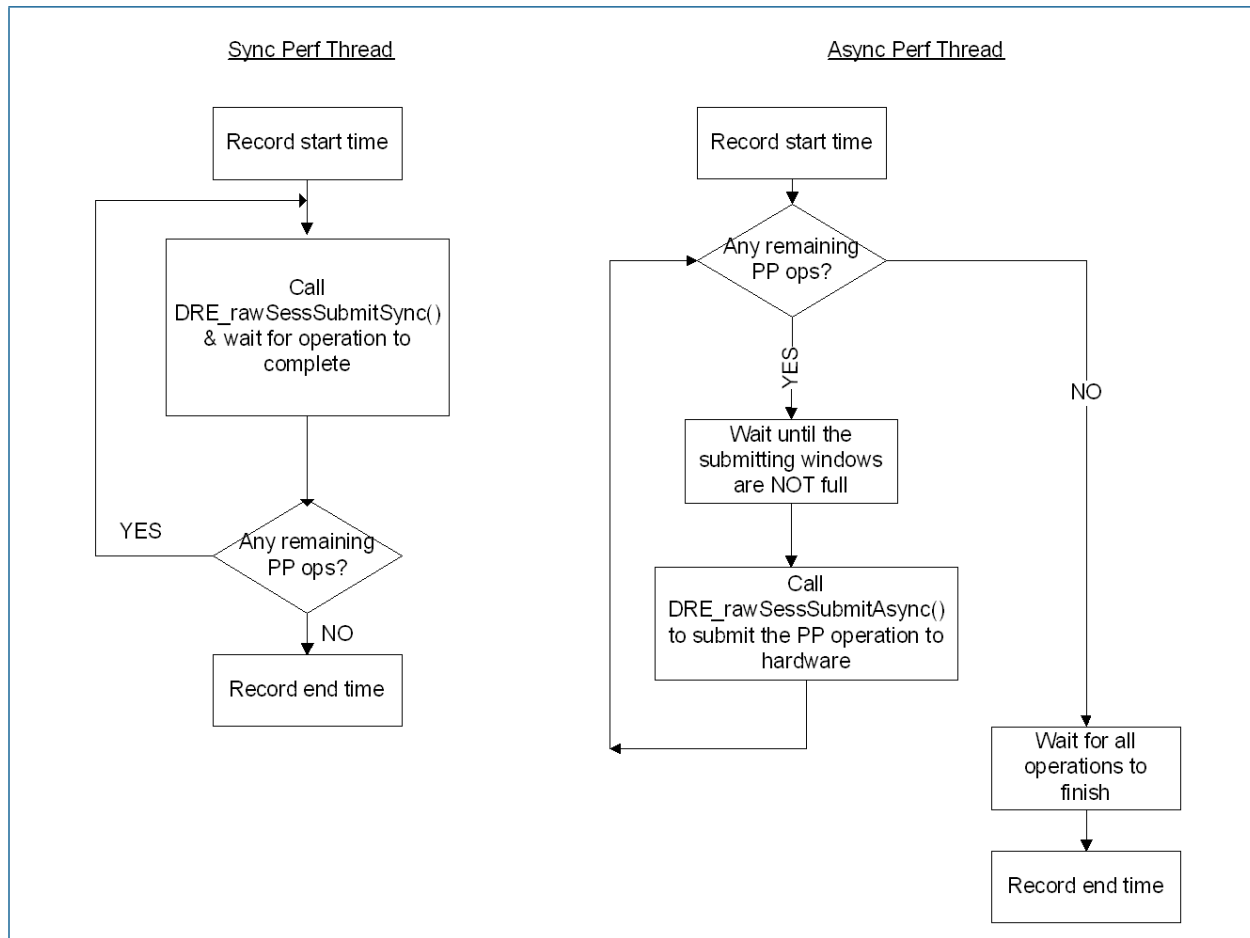 Sync Perf Thread
Record start time
Call
DRE_rawSessSubmitSync()
& wait for operation to
complete
Any remaining
PP ops?
YES
NO
Record end time
Async Perf Thread
Record start time
Any remaining
PP ops?
YES
NO
Wait until the
submitting windows
are NOT full
Call
DRE_rawSessSubmitAsync()
to submit the PP operation to
hardware
Wait for all
operations to
finish
Record end time